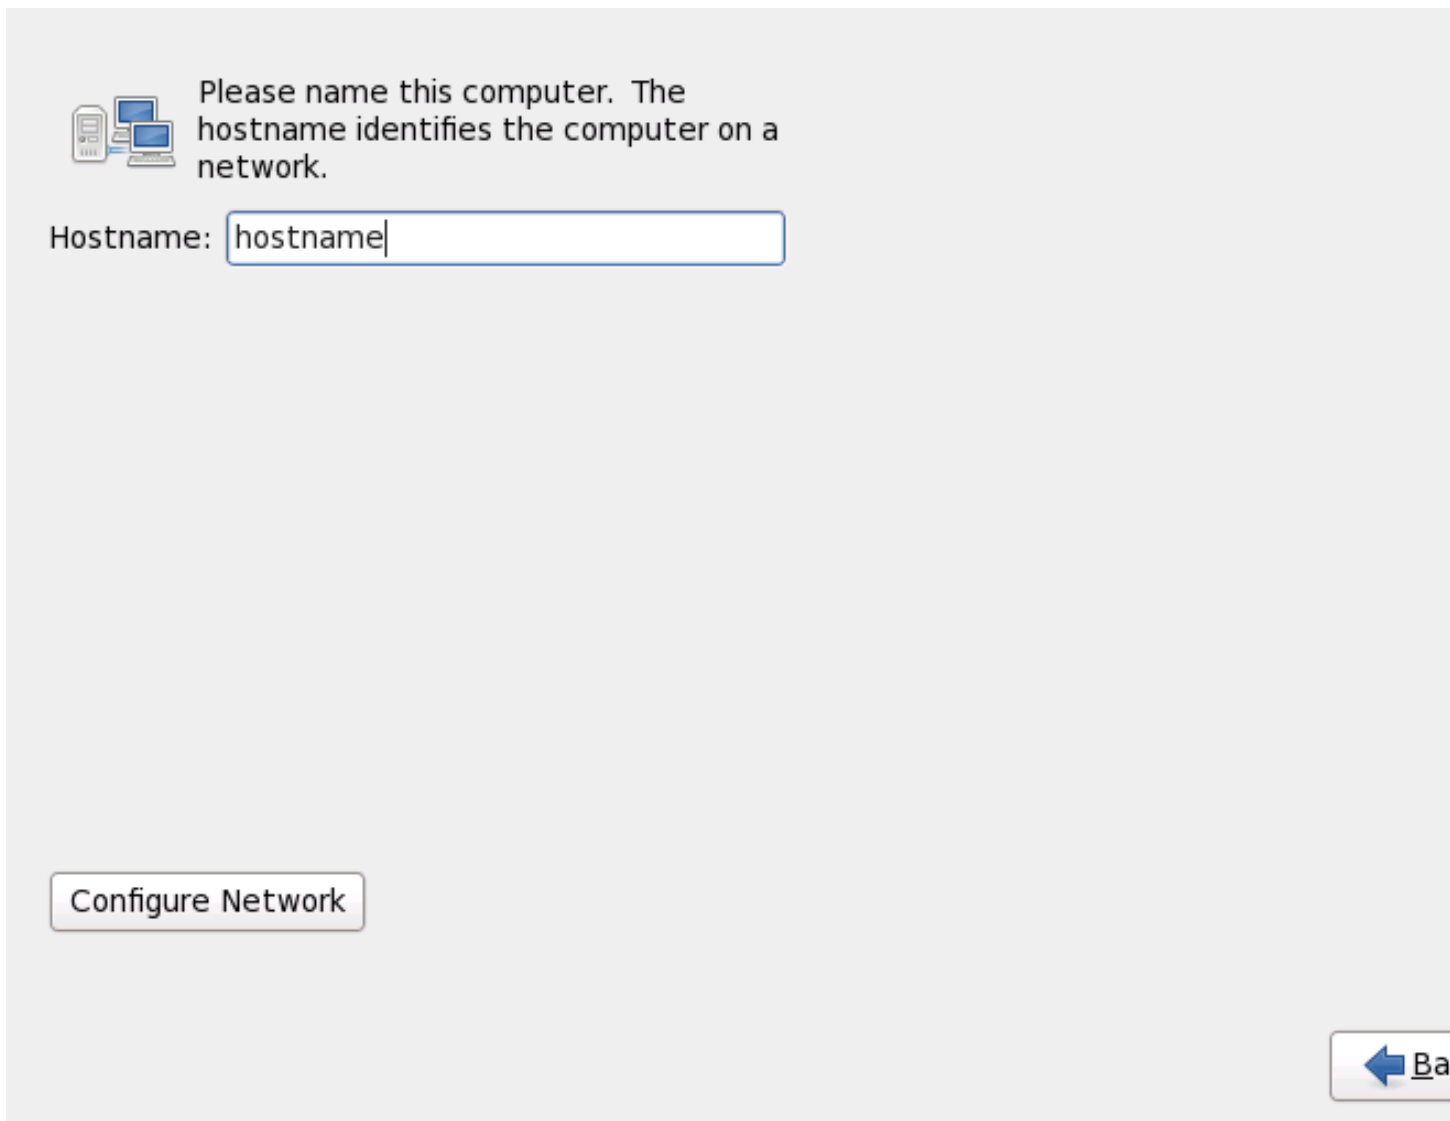 Please name this computer.  The
hostname identifies the computer on a
network.
Hostname: hostname
Configure Network
Ba